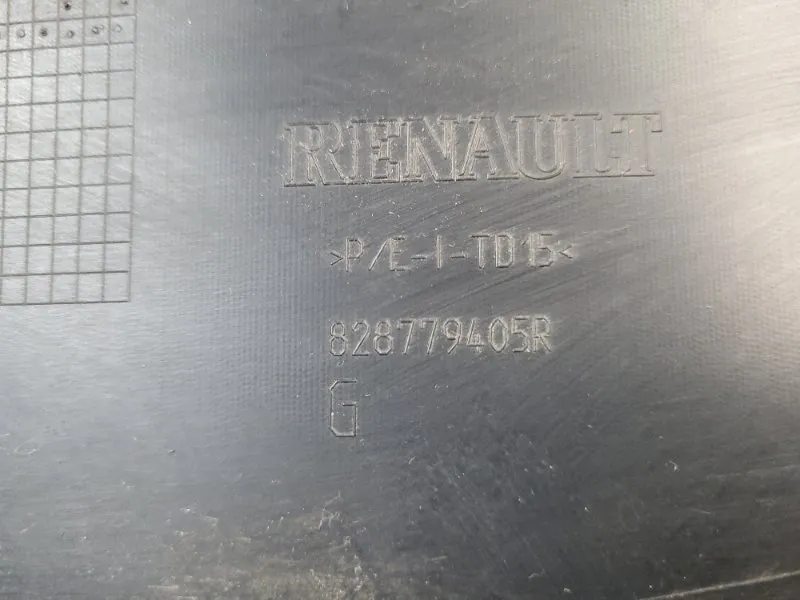 RENAULT
>P/E-I-TD15<
828779405R
G